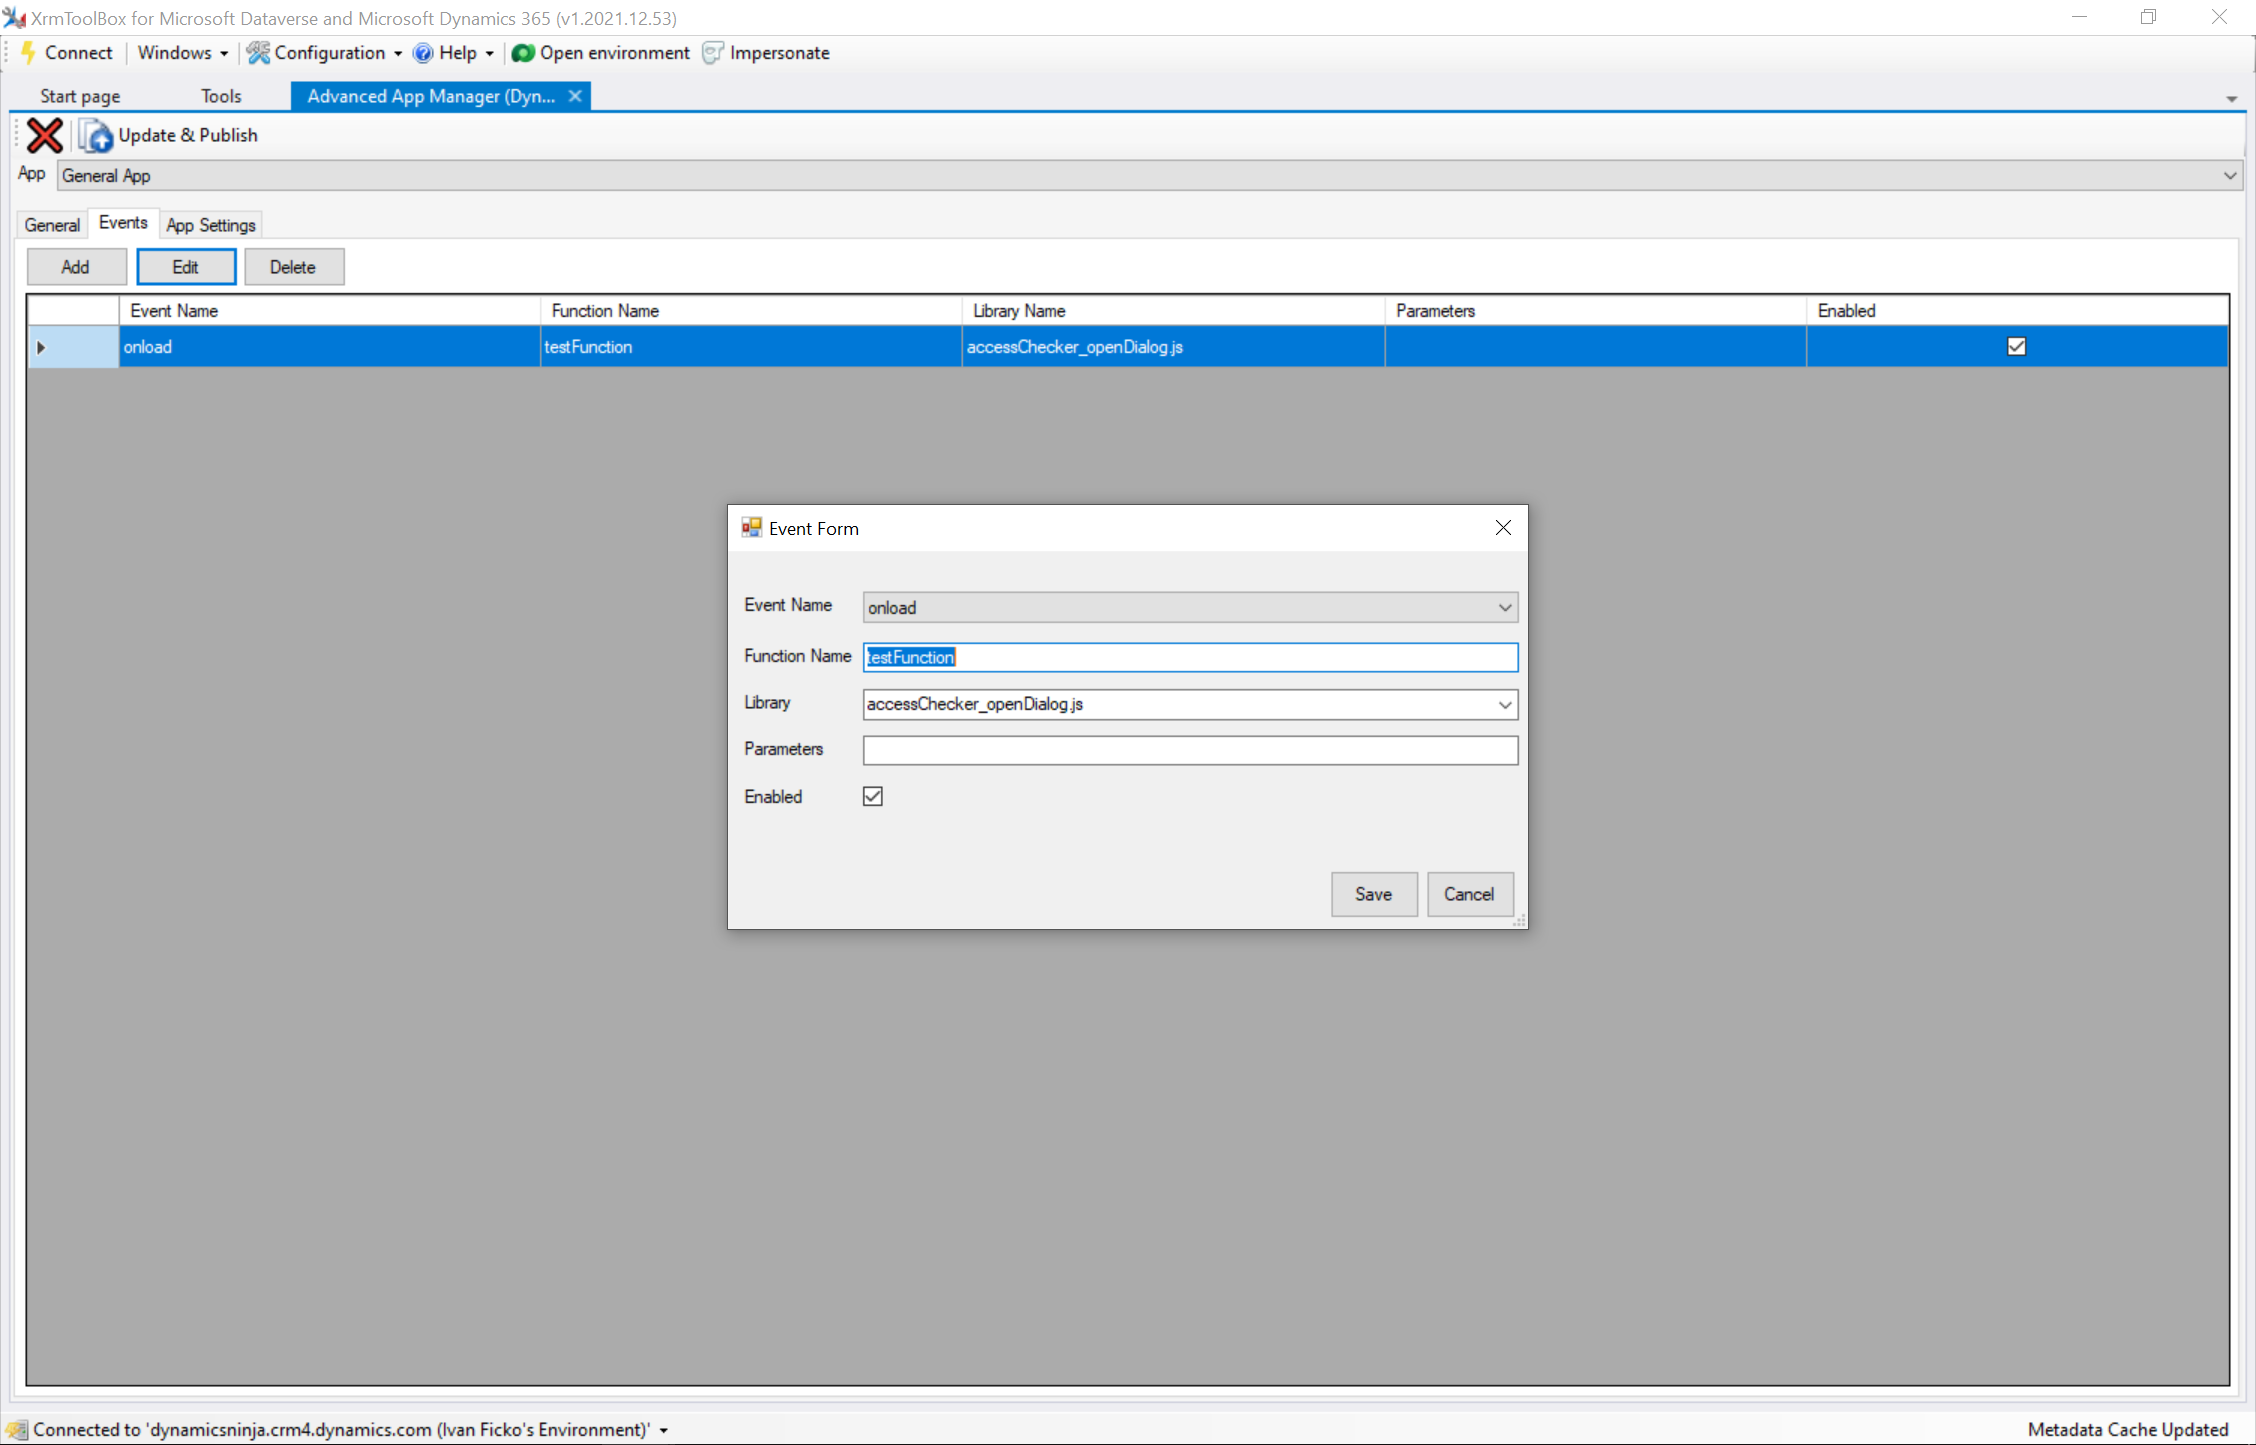 XrmToolBox for Microsoft Dataverse and Microsoft Dynamics 365 (v1.2021.12.53)
Connect Windows Configuration Help Open environment Impersonate
Start page Tools Advanced App Manager (Dyn...
Update & Publish
App General App
General Events App Settings
Add Edit Delete
Event Name Function Name Library Name Parameters Enabled
onload testFunction accessChecker_openDialog.js
Event Form
Event Name onload
Function Name testFunction
Library accessChecker_openDialog.js
Parameters
Enabled
Save Cancel
Connected to 'dynamicsninja.crm4.dynamics.com (Ivan Ficko's Environment)' Metadata Cache Updated